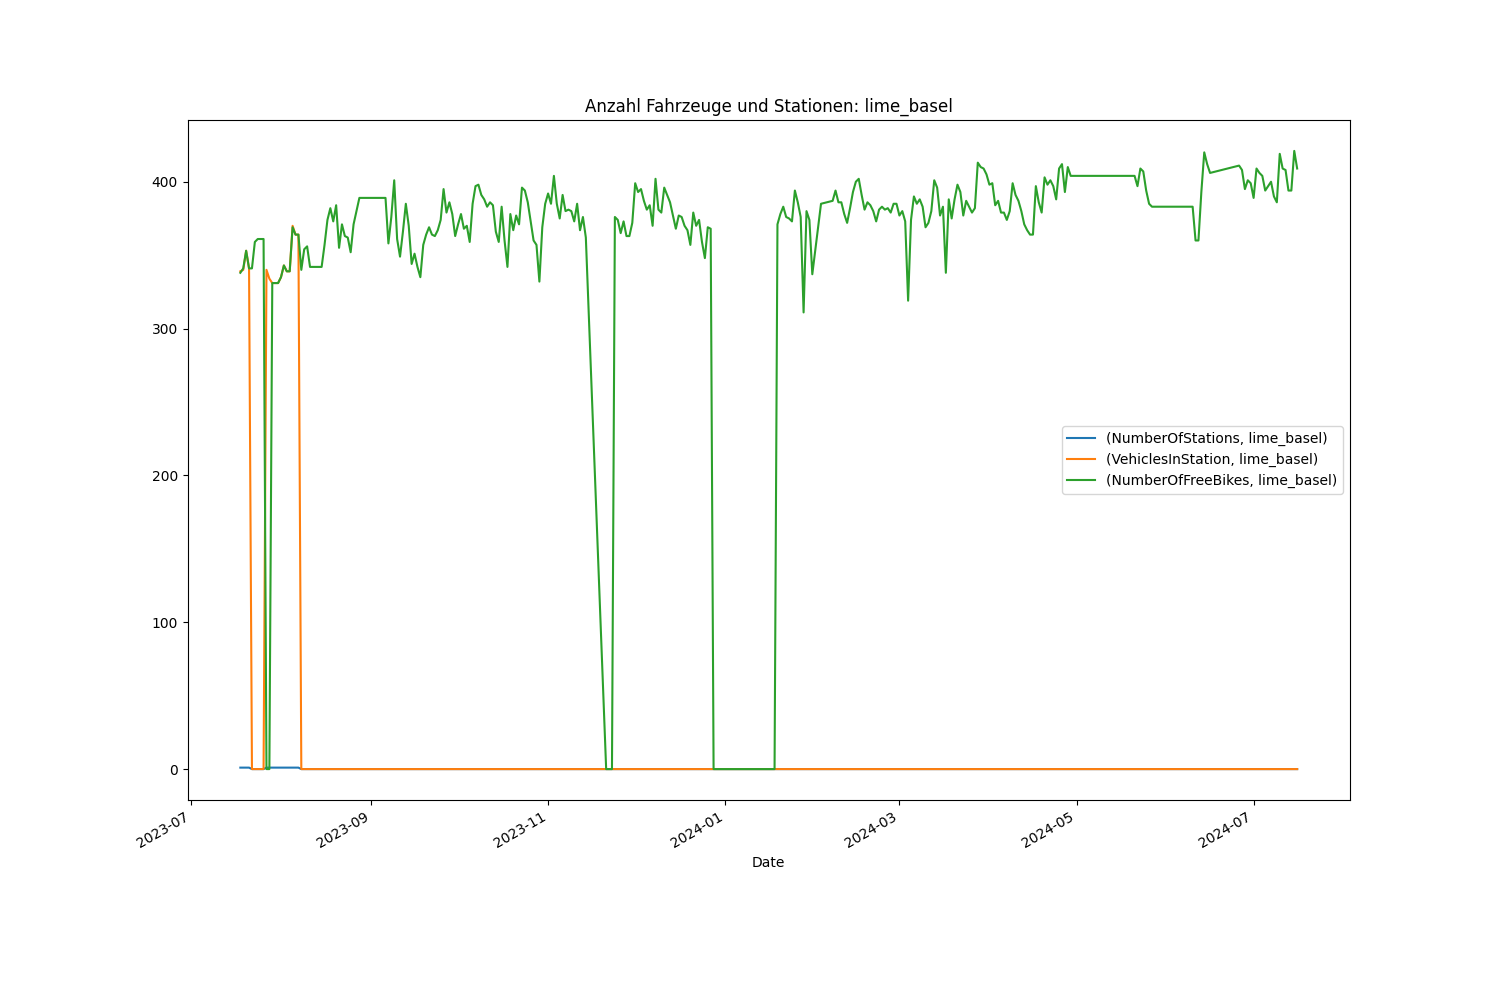 Anzahl Fahrzeuge und Stationen: lime_basel
400
300
200
100
0
(NumberOfStations, lime_basel)
(VehiclesInStation, lime_basel)
(NumberOfFreeBikes, lime_basel)
2023-07
2023-09
2023-11
2024-01
2024-03
2024-05
2024-07
Date